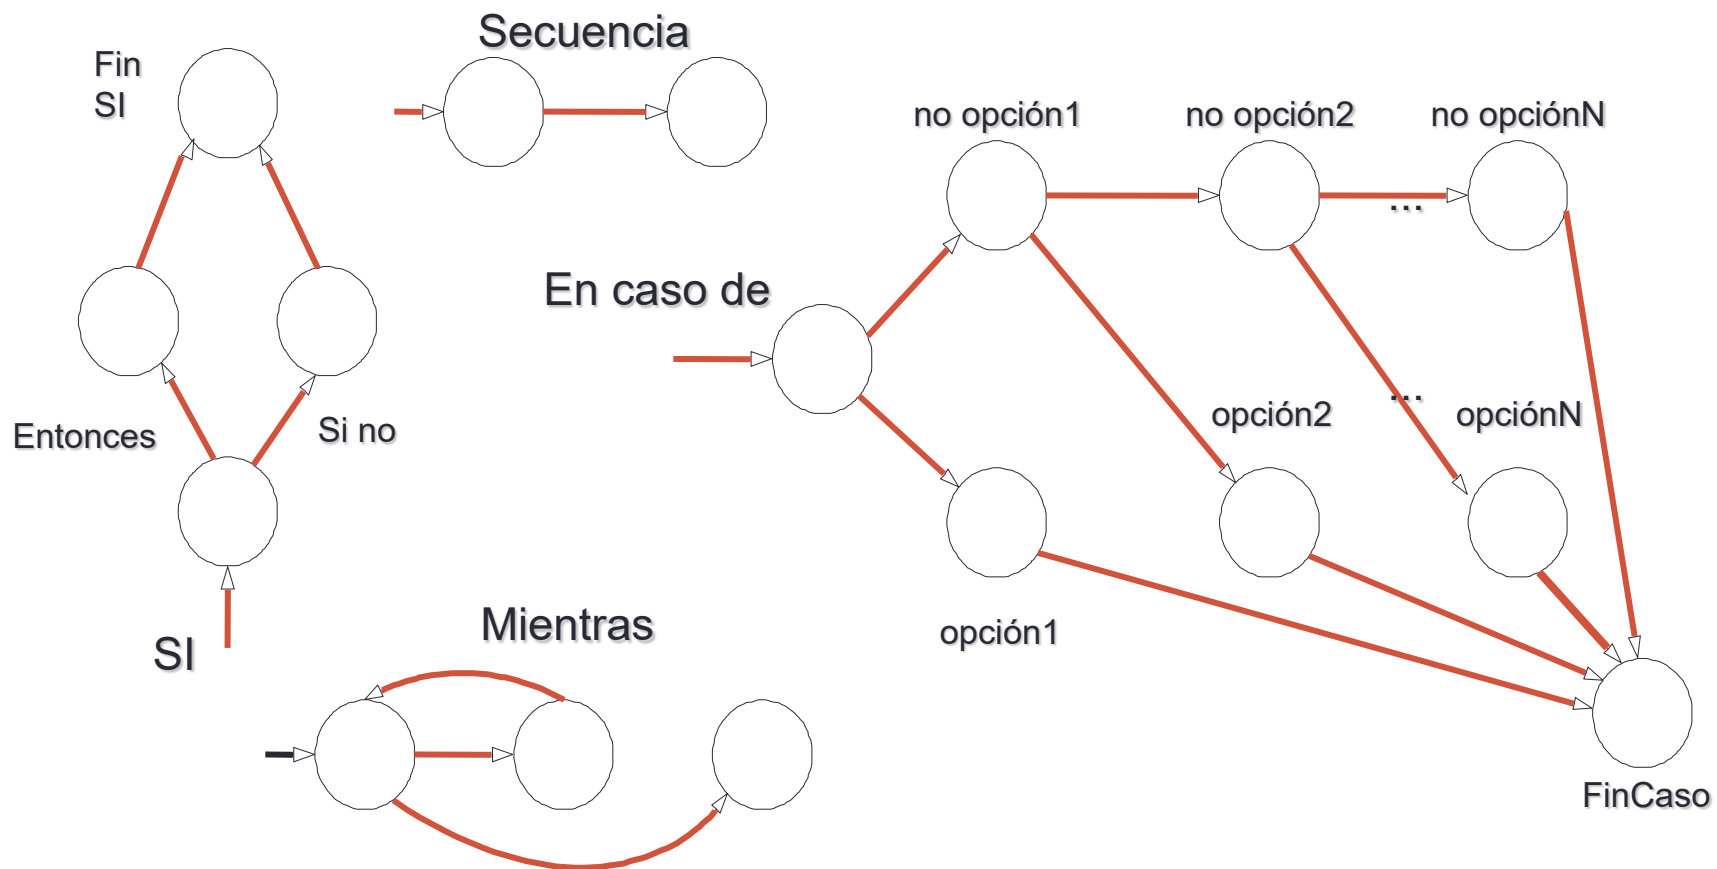 Secuencia
Fin
SI
no opción1
no opción2
no opciónN
...
En caso de
...
opción2
opciónN
Entonces
Si no
SI
Mientras
opción1
FinCaso